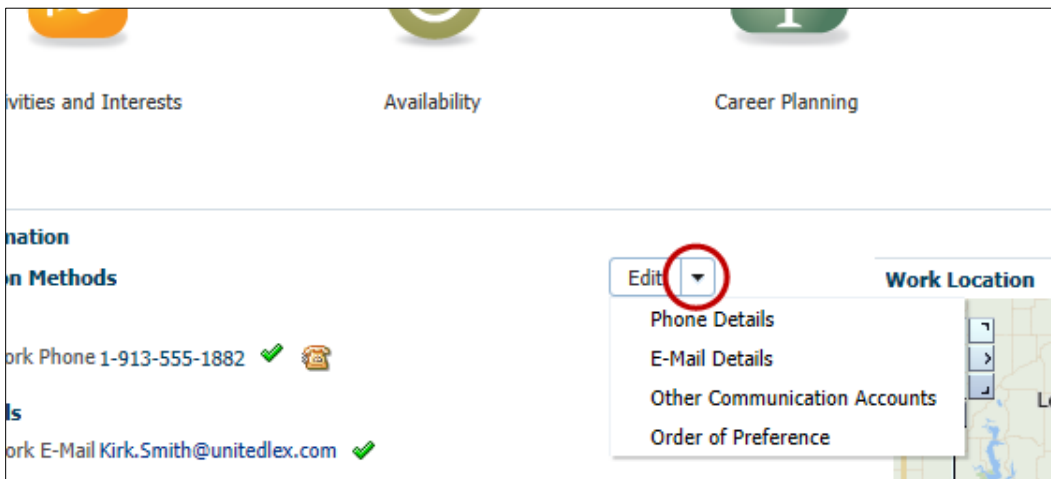 ivities and Interests
Availability
Career Planning
mation
on Methods
Edit
Work Location
Phone Details
ork Phone 1-913-555-1882
E-Mail Details
Other Communication Accounts
ls
Order of Preference
ork E-Mail Kirk.Smith@unitedlex.com